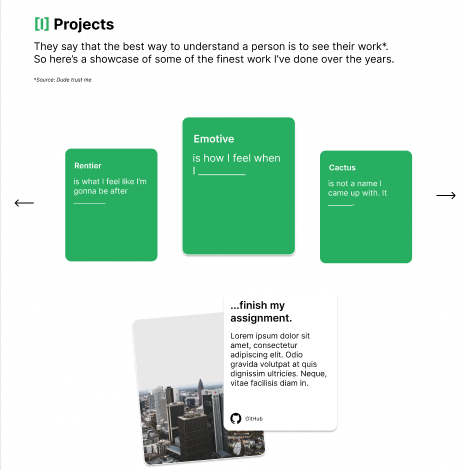 [I] Projects
They say that the best way to understand a person is to see their work*.
So here's a showcase of some of the finest work I've done over the years.
*Source: Dude trust me
Rentier
is what I feel like I'm
gonna be after
________
Emotive
is how I feel when
I ________
Cactus
is not a name I
came up with. It
________.
...finish my
assignment.
Lorem ipsum dolor sit
amet, consectetur
adipiscing elit. Odio
gravida volutpat at quis
dignissim ultricies. Neque,
vitae facilisis diam in.
GitHub